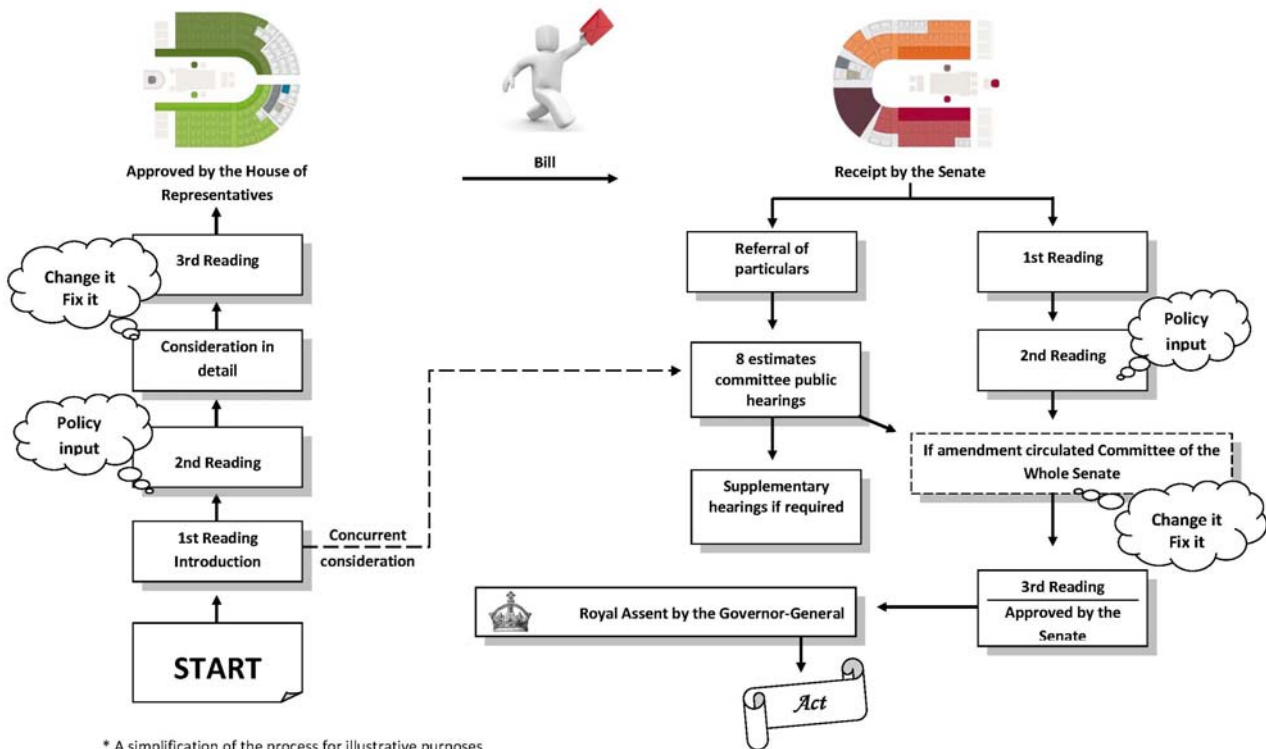 Approved by the House of
Representatives
Bill
Receipt by the Senate
3rd Reading
Change it
Fix it
Consideration in
detail
Policy
input
2nd Reading
1st Reading
Introduction
Concurrent
consideration
START
Referral of
particulars
8 estimates
committee public
hearings
Supplementary
hearings if required
1st Reading
2nd Reading
Policy
input
If amendment circulated Committee of the
Whole Senate
Change it
Fix it
3rd Reading
Approved by the
Senate
Royal Assent by the Governor-General
Act
* A simplification of the process for illustrative purposes